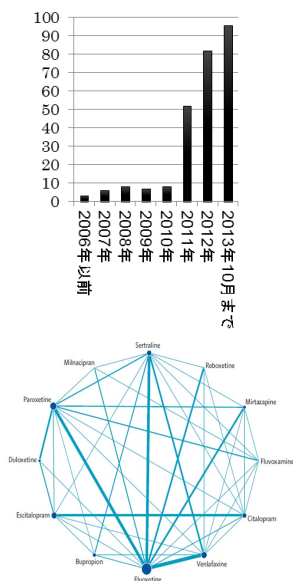 100
90
80
70
60
50
40
30
20
10
0
2006年以前
2007年
2008年
2009年
2010年
2011年
2012年
2013年10月まで
Sertraline
Milnacipran
Reboxetine
Paroxetine
Mirtazapine
Duloxetine
Fluvoxamine
Escitalopram
Citalopram
Bupropion
Venlafaxine
Fluoxetine